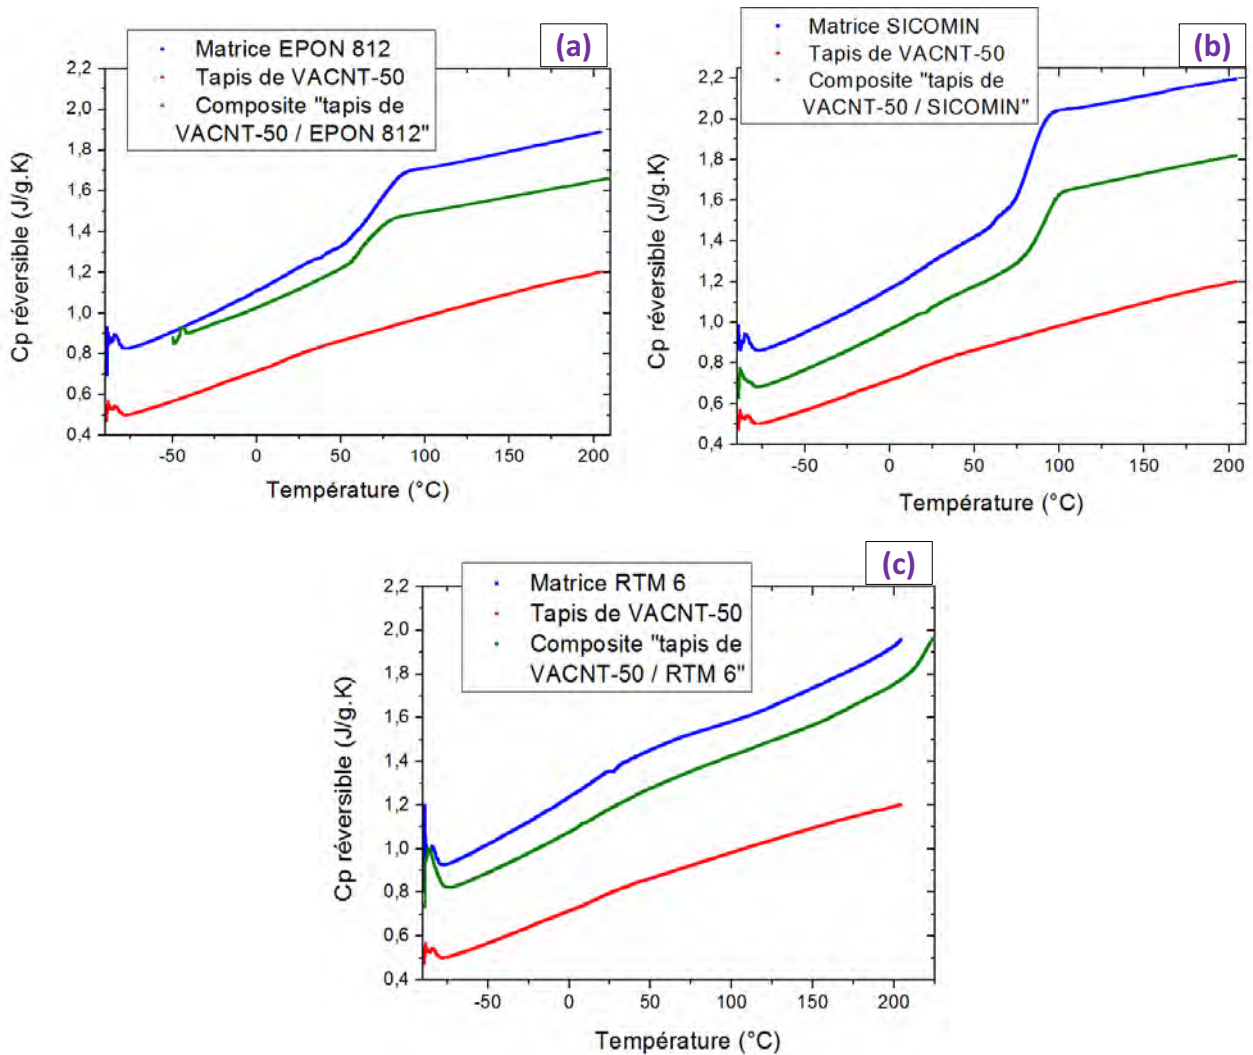 (a)
Matrice EPON 812
Tapis de VACNT-50
Composite "tapis de
VACNT-50 / EPON 812"
2,2
2,0
1,8
1,6
1,4
1,2
1,0
0,8
0,6
0,4
Cp réversible (J/g.K)
-50 0 50 100 150 200
Température (°C)
(b)
Matrice SICOMIN
Tapis de VACNT-50
Composite "tapis de
VACNT-50 / SICOMIN"
2,2
2,0
1,8
1,6
1,4
1,2
1,0
0,8
0,6
0,4
Cp réversible (J/g.K)
-50 0 50 100 150 200
Température (°C)
(c)
Matrice RTM 6
Tapis de VACNT-50
Composite "tapis de
VACNT-50 / RTM 6"
2,2
2,0
1,8
1,6
1,4
1,2
1,0
0,8
0,6
0,4
Cp réversible (J/g.K)
-50 0 50 100 150 200
Température (°C)